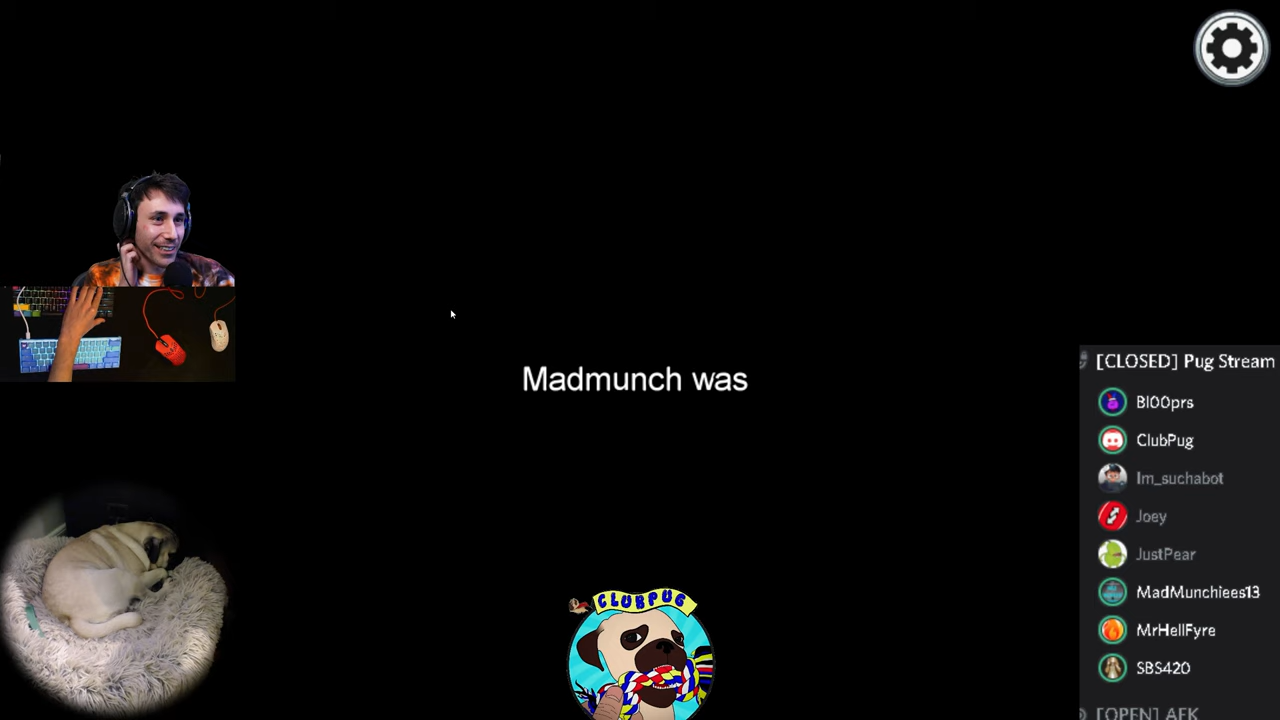 Madmunch was
[CLOSED] Pug Stream
Bl00prs
ClubPug
Im_suchabot
Joey
JustPear
MadMunchiees13
MrHellFyre
SBS420
[OPEN] AFK
CLUBPUG